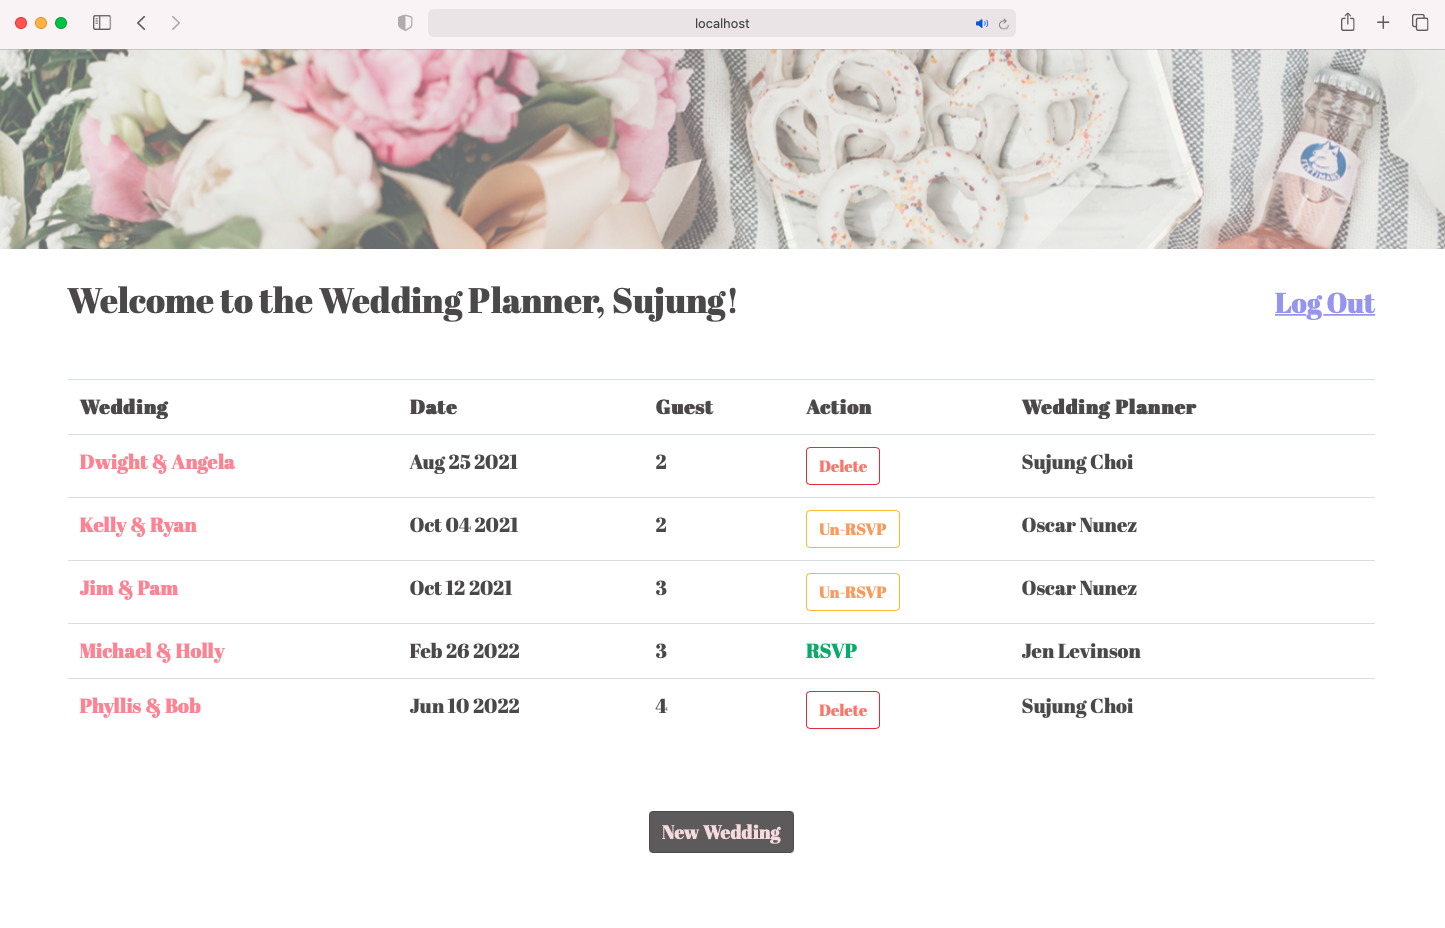 localhost
Welcome to the Wedding Planner, Sujung!
Log Out
Wedding Date Guest Action Wedding Planner
Dwight & Angela Aug 25 2021 2 Delete Sujung Choi
Kelly & Ryan Oct 04 2021 2 Un-RSVP Oscar Nunez
Jim & Pam Oct 12 2021 3 Un-RSVP Oscar Nunez
Michael & Holly Feb 26 2022 3 RSVP Jen Levinson
Phyllis & Bob Jun 10 2022 4 Delete Sujung Choi
New Wedding